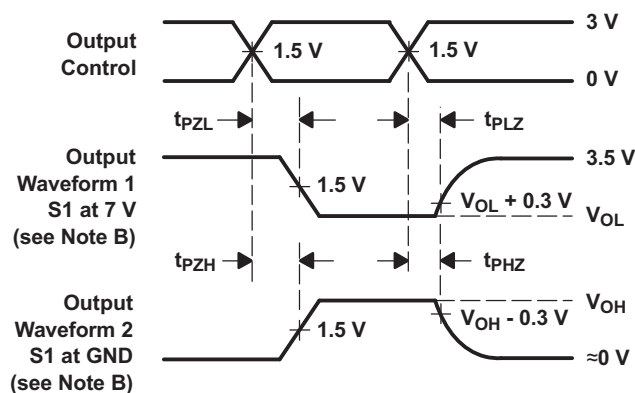 Output
Control
1.5 V
1.5 V
3 V
0 V
tPZL
tPLZ
Output
Waveform 1
S1 at 7 V
(see Note B)
1.5 V
3.5 V
VOL + 0.3 V
VOL
tPZH
tPHZ
Output
Waveform 2
S1 at GND
(see Note B)
1.5 V
VOH
VOH - 0.3 V
≈0 V